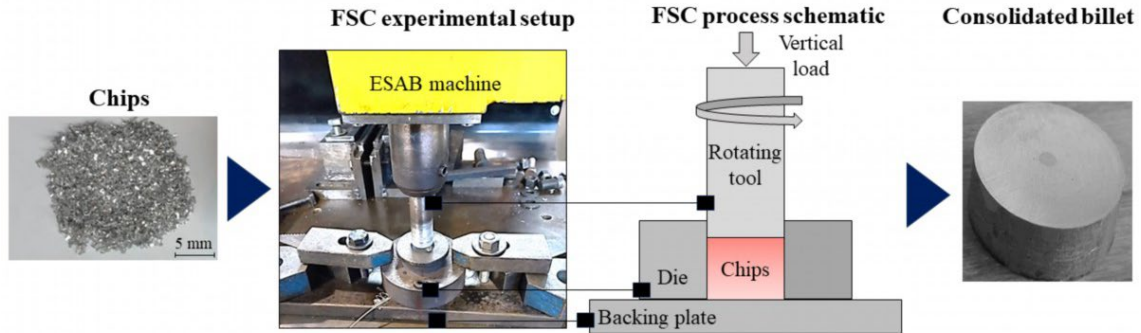 FSC experimental setup
FSC process schematic
Consolidated billet
Vertical
load
ESAB machine
Chips
Rotating
tool
5 mm
Die
Chips
Backing plate